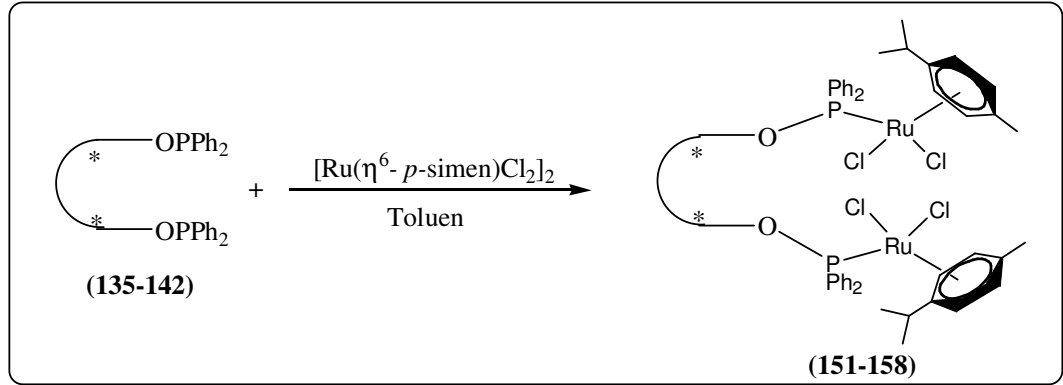 OPPh2
OPPh2
*
*
(135-142)
+
[Ru(η6- p-simen)Cl2]2
Toluen
Ph2
P
O
Ru
Cl
Cl
*
*
O
Cl
Cl
Ru
P
Ph2
(151-158)